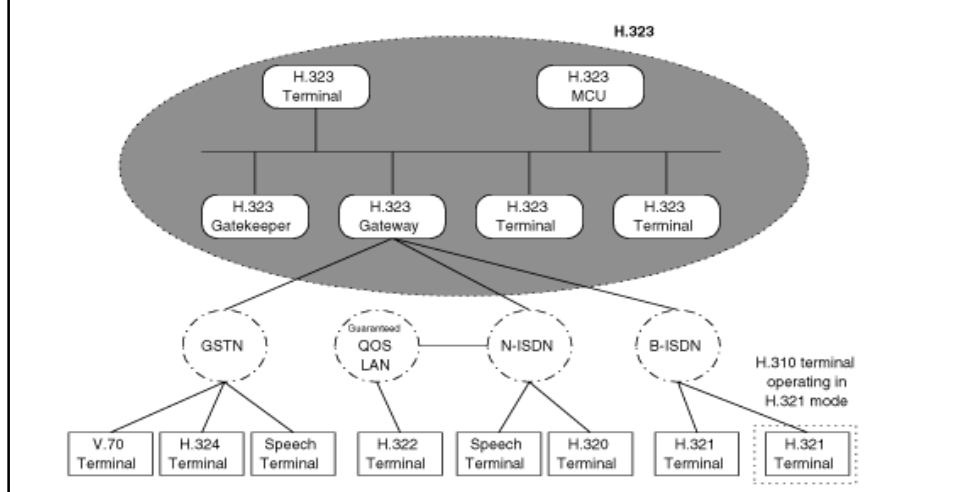 H.323
H.323
Terminal
H.323
MCU
H.323
Gatekeeper
H.323
Gateway
H.323
Terminal
H.323
Terminal
GSTN
Guaranteed
QOS
LAN
N-ISDN
B-ISDN
H.310 terminal
operating in
H.321 mode
V.70
Terminal
H.324
Terminal
Speech
Terminal
H.322
Terminal
Speech
Terminal
H.320
Terminal
H.321
Terminal
H.321
Terminal